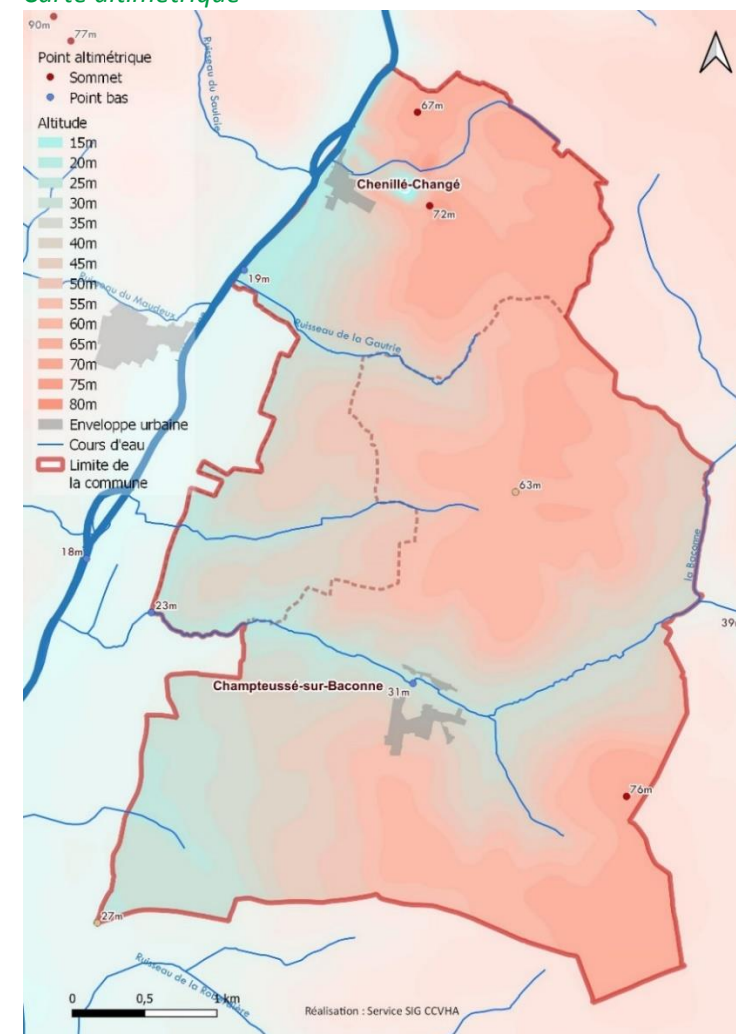 Carte altimétrique
90m
77m
Point altimétrique
Sommet
Point bas
Altitude
15m
20m
25m
30m
35m
40m
45m
50m
55m
60m
65m
70m
75m
80m
Enveloppe urbaine
Cours d'eau
Limite de
la commune
Ruisseau du Saulaie
67m
Chenillé-Changé
72m
19m
Ruisseau du Maudeux
Ruisseau de la Gautrie
63m
18m
la Baconne
23m
39m
Champteussé-sur-Baconne
31m
76m
27m
Ruisseau de la
0 0,5 1 km
Réalisation : Service SIG CCVHA